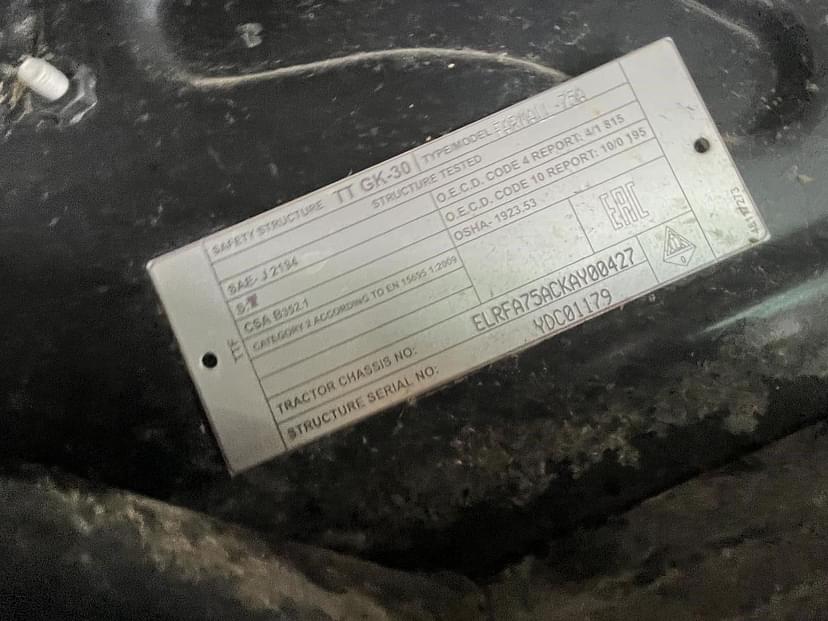 SAFETY STRUCTURE TT GK-30 TYPE/MODEL FARMALL -75A
STRUCTURE TESTED
SAE- J 2194
O.E.C.D. CODE 4 REPORT: 4/1 815
S.
O.E.C.D. CODE 10 REPORT: 10/0 195
CSA B352.1
OSHA- 1923.53
EAC
CATEGORY 2 ACCORDING TO EN 15695 1:2009
TRACTOR CHASSIS NO: ELRFA75ACKAY00427
STRUCTURE SERIAL NO: YDC01179
TTF